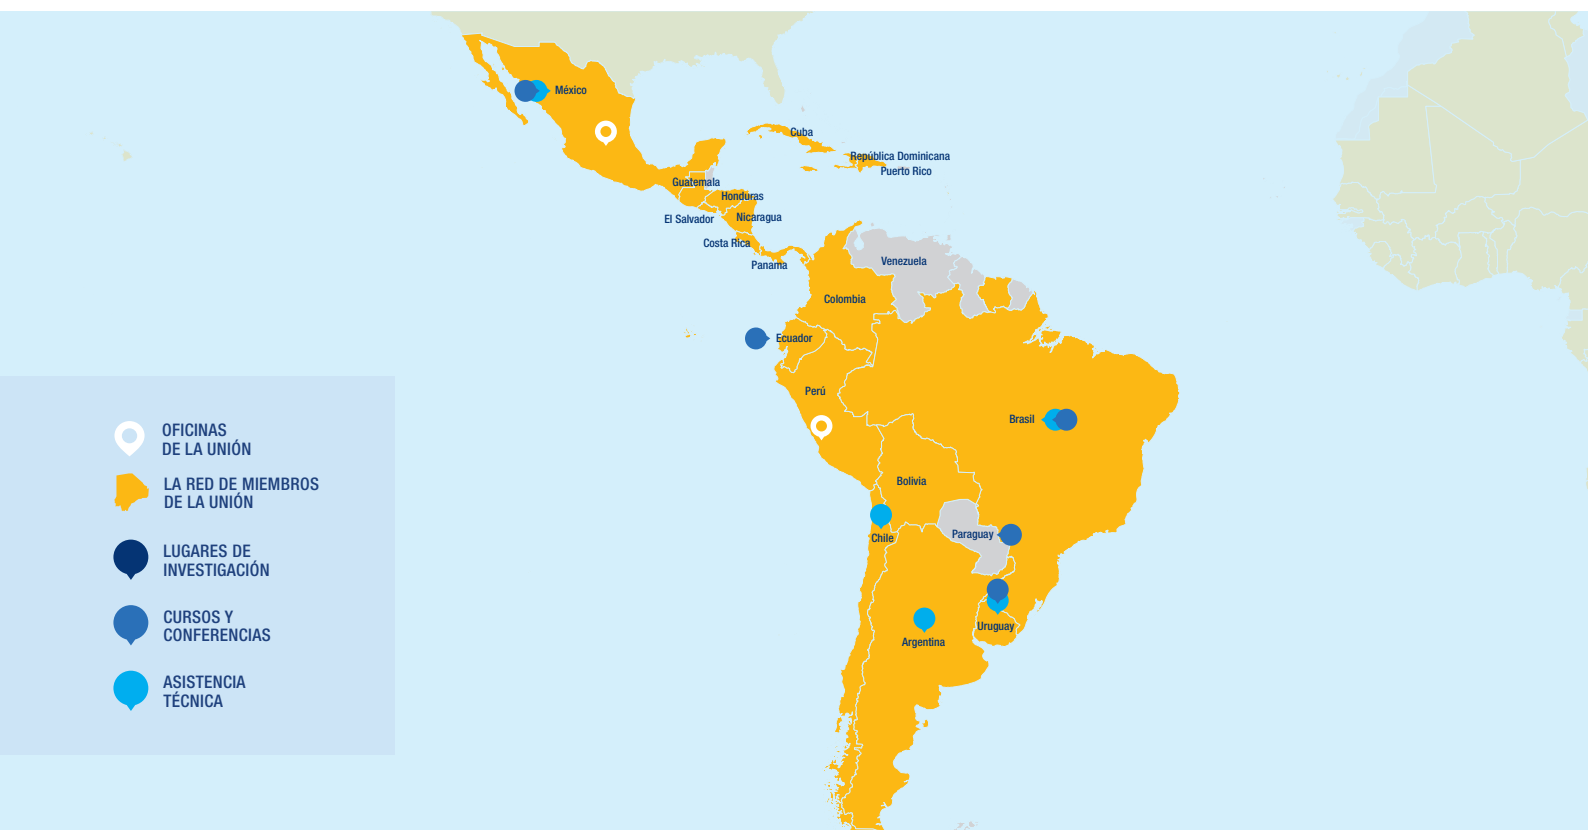 México
Cuba
República Dominicana
Puerto Rico
Guatemala
Honduras
El Salvador
Nicaragua
Costa Rica
Panama
Venezuela
Colombia
Ecuador
Perú
Brasil
Bolivia
Paraguay
Chile
Uruguay
Argentina
OFICINAS
DE LA UNIÓN
LA RED DE MIEMBROS
DE LA UNIÓN
LUGARES DE
INVESTIGACIÓN
CURSOS Y
CONFERENCIAS
ASISTENCIA
TÉCNICA